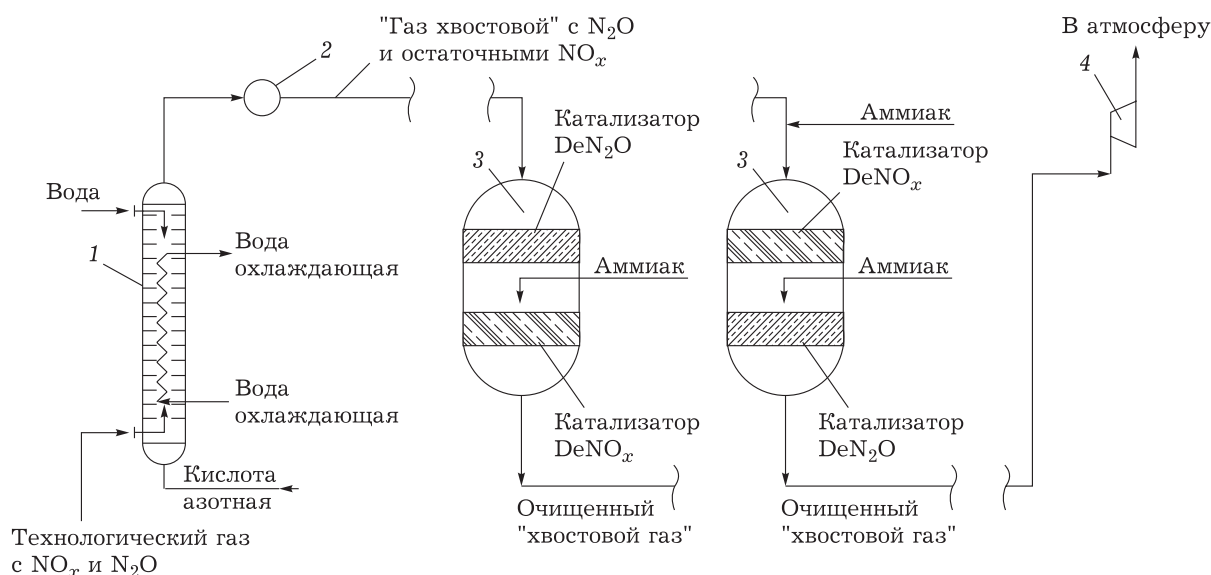 "Газ хвостовой" с N₂O
и остаточными NOₓ
2
В атмосферу
4
Катализатор
DeN₂O
3
Аммиак
Катализатор
DeNOₓ
3
Вода
1
Вода
охлаждающая
Аммиак
Аммиак
Вода
охлаждающая
Катализатор
DeNOₓ
Катализатор
DeN₂O
Кислота
азотная
Очищенный
"хвостовой газ"
Очищенный
"хвостовой газ"
Технологический газ
с NOₓ и N₂O